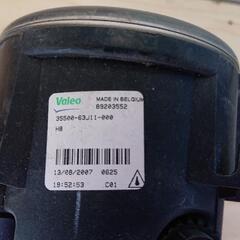 Valeo
MADE IN BELGIUM
89203552
35500-63J11-000
H8
13/08/2007 0625
19:52:53 C01